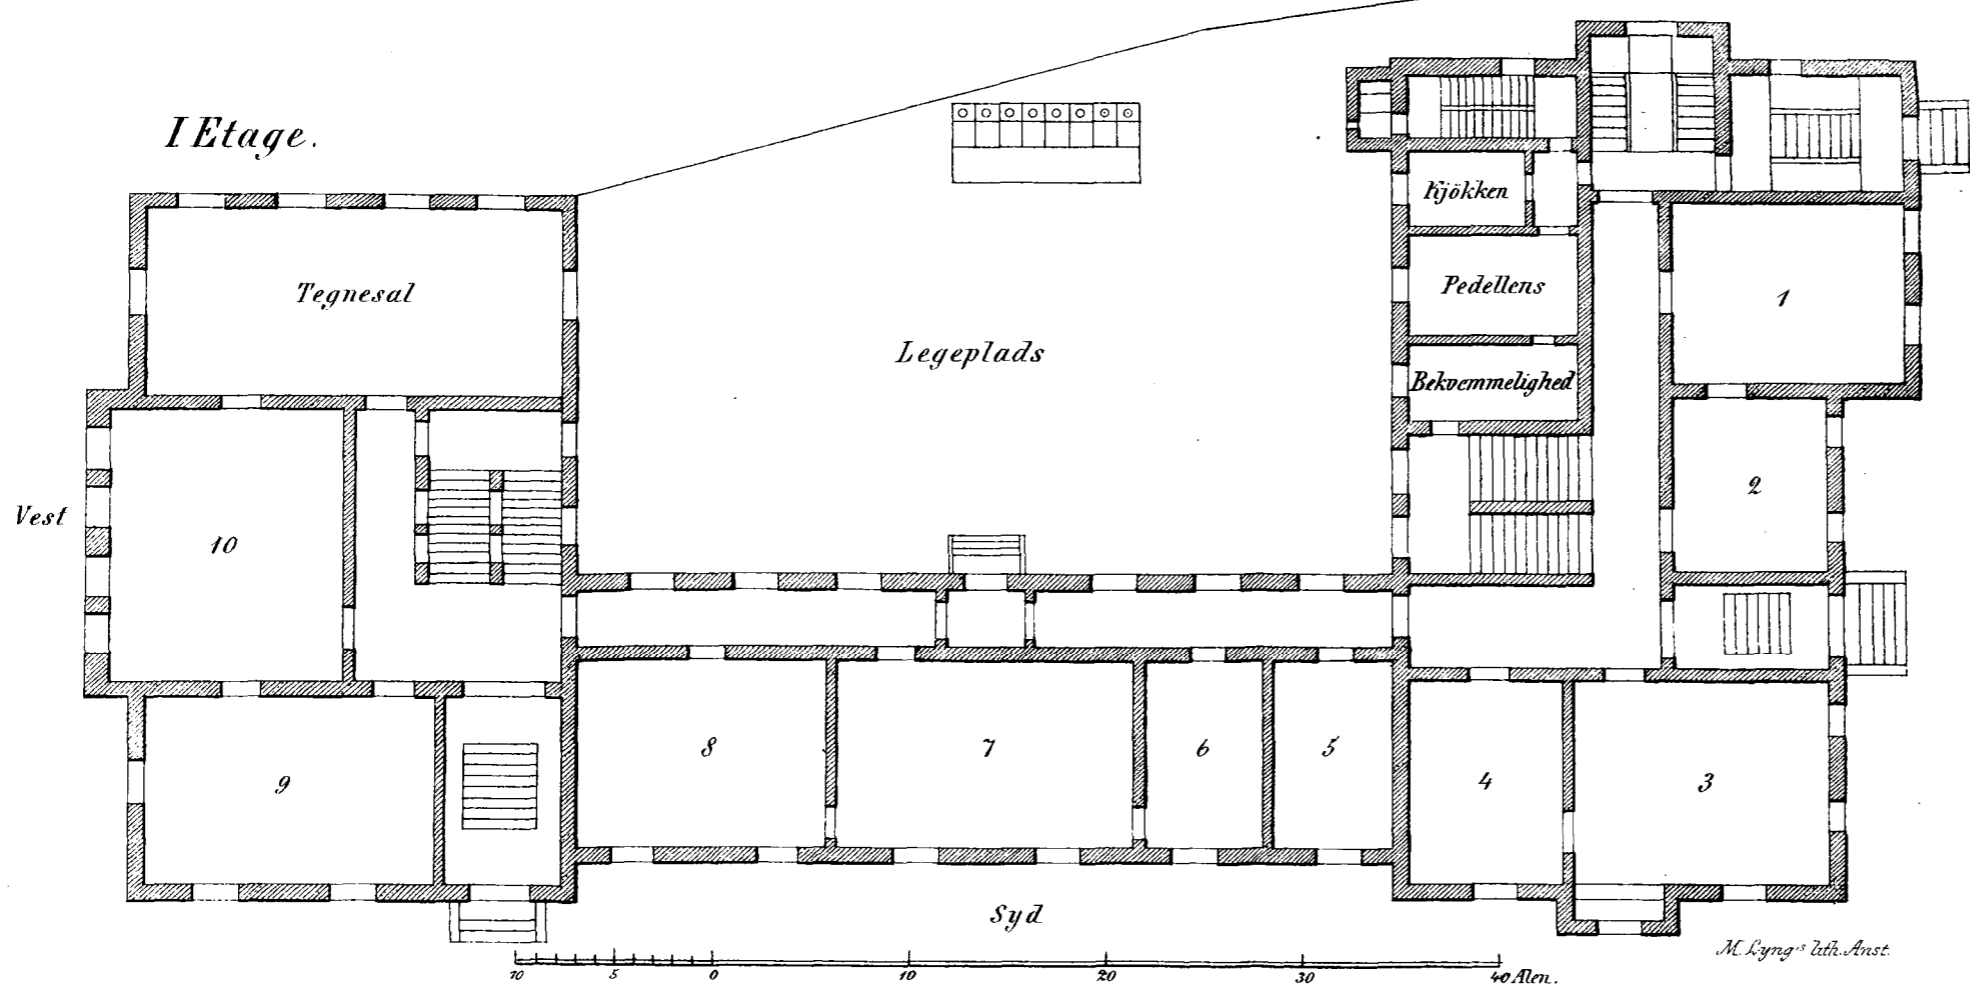 I Etage.
Kjökken
Tegnesal
Pedellens
1
Legeplads
Bekvemmelighed
2
Vest
10
8
7
6
5
9
4
3
Syd
M. Lyng's lith. Anst.
10 5 0 10 20 30 40 Alen.